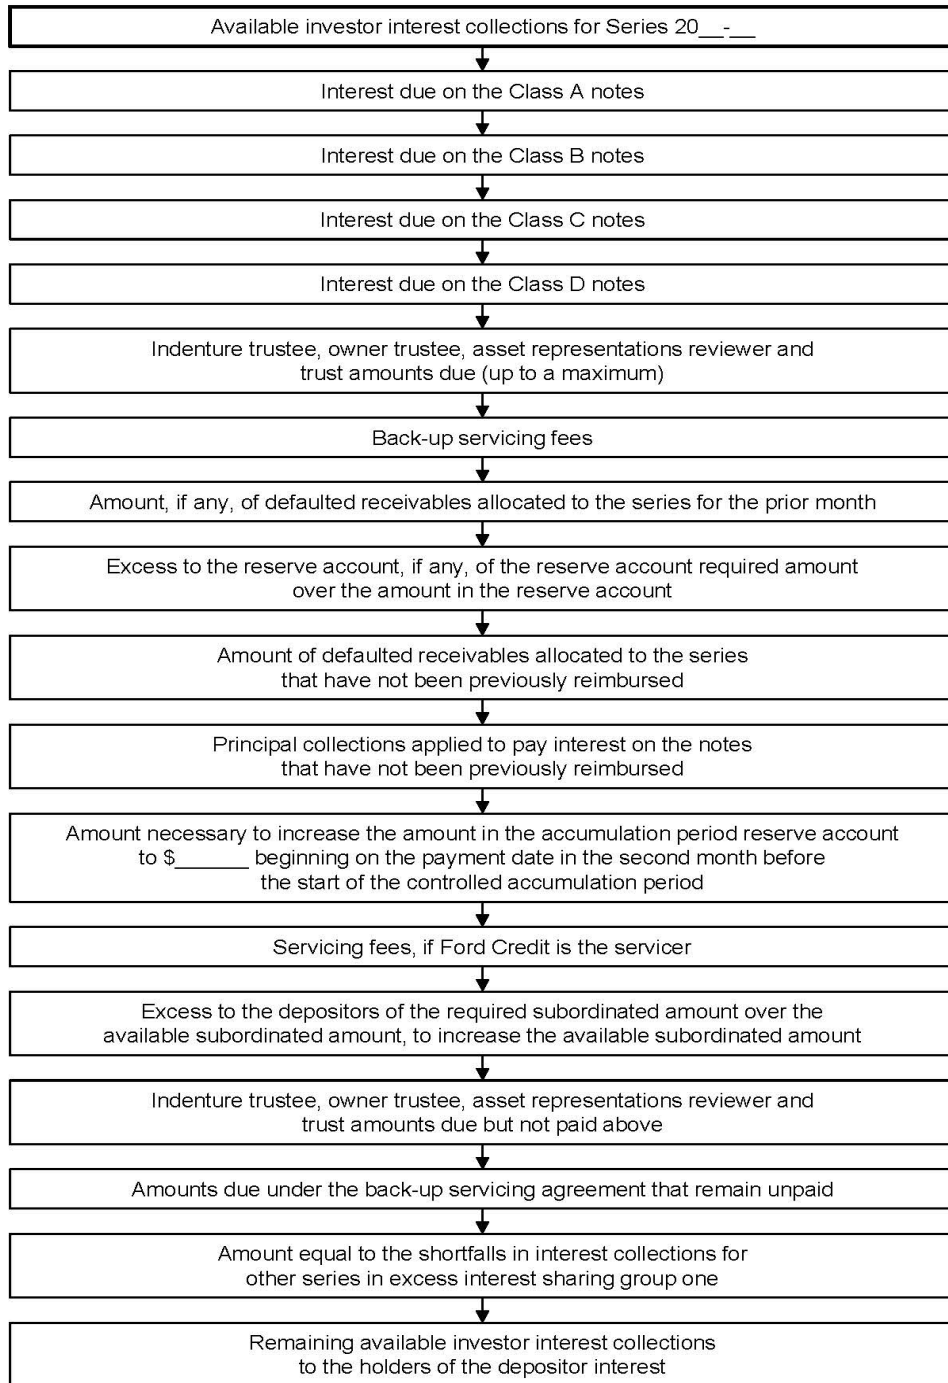 Available investor interest collections for Series 20__-__
Interest due on the Class A notes
Interest due on the Class B notes
Interest due on the Class C notes
Interest due on the Class D notes
Indenture trustee, owner trustee, asset representations reviewer and
trust amounts due (up to a maximum)
Back-up servicing fees
Amount, if any, of defaulted receivables allocated to the series for the prior month
Excess to the reserve account, if any, of the reserve account required amount
over the amount in the reserve account
Amount of defaulted receivables allocated to the series
that have not been previously reimbursed
Principal collections applied to pay interest on the notes
that have not been previously reimbursed
Amount necessary to increase the amount in the accumulation period reserve account
to $______ beginning on the payment date in the second month before
the start of the controlled accumulation period
Servicing fees, if Ford Credit is the servicer
Excess to the depositors of the required subordinated amount over the
available subordinated amount, to increase the available subordinated amount
Indenture trustee, owner trustee, asset representations reviewer and
trust amounts due but not paid above
Amounts due under the back-up servicing agreement that remain unpaid
Amount equal to the shortfalls in interest collections for
other series in excess interest sharing group one
Remaining available investor interest collections
to the holders of the depositor interest